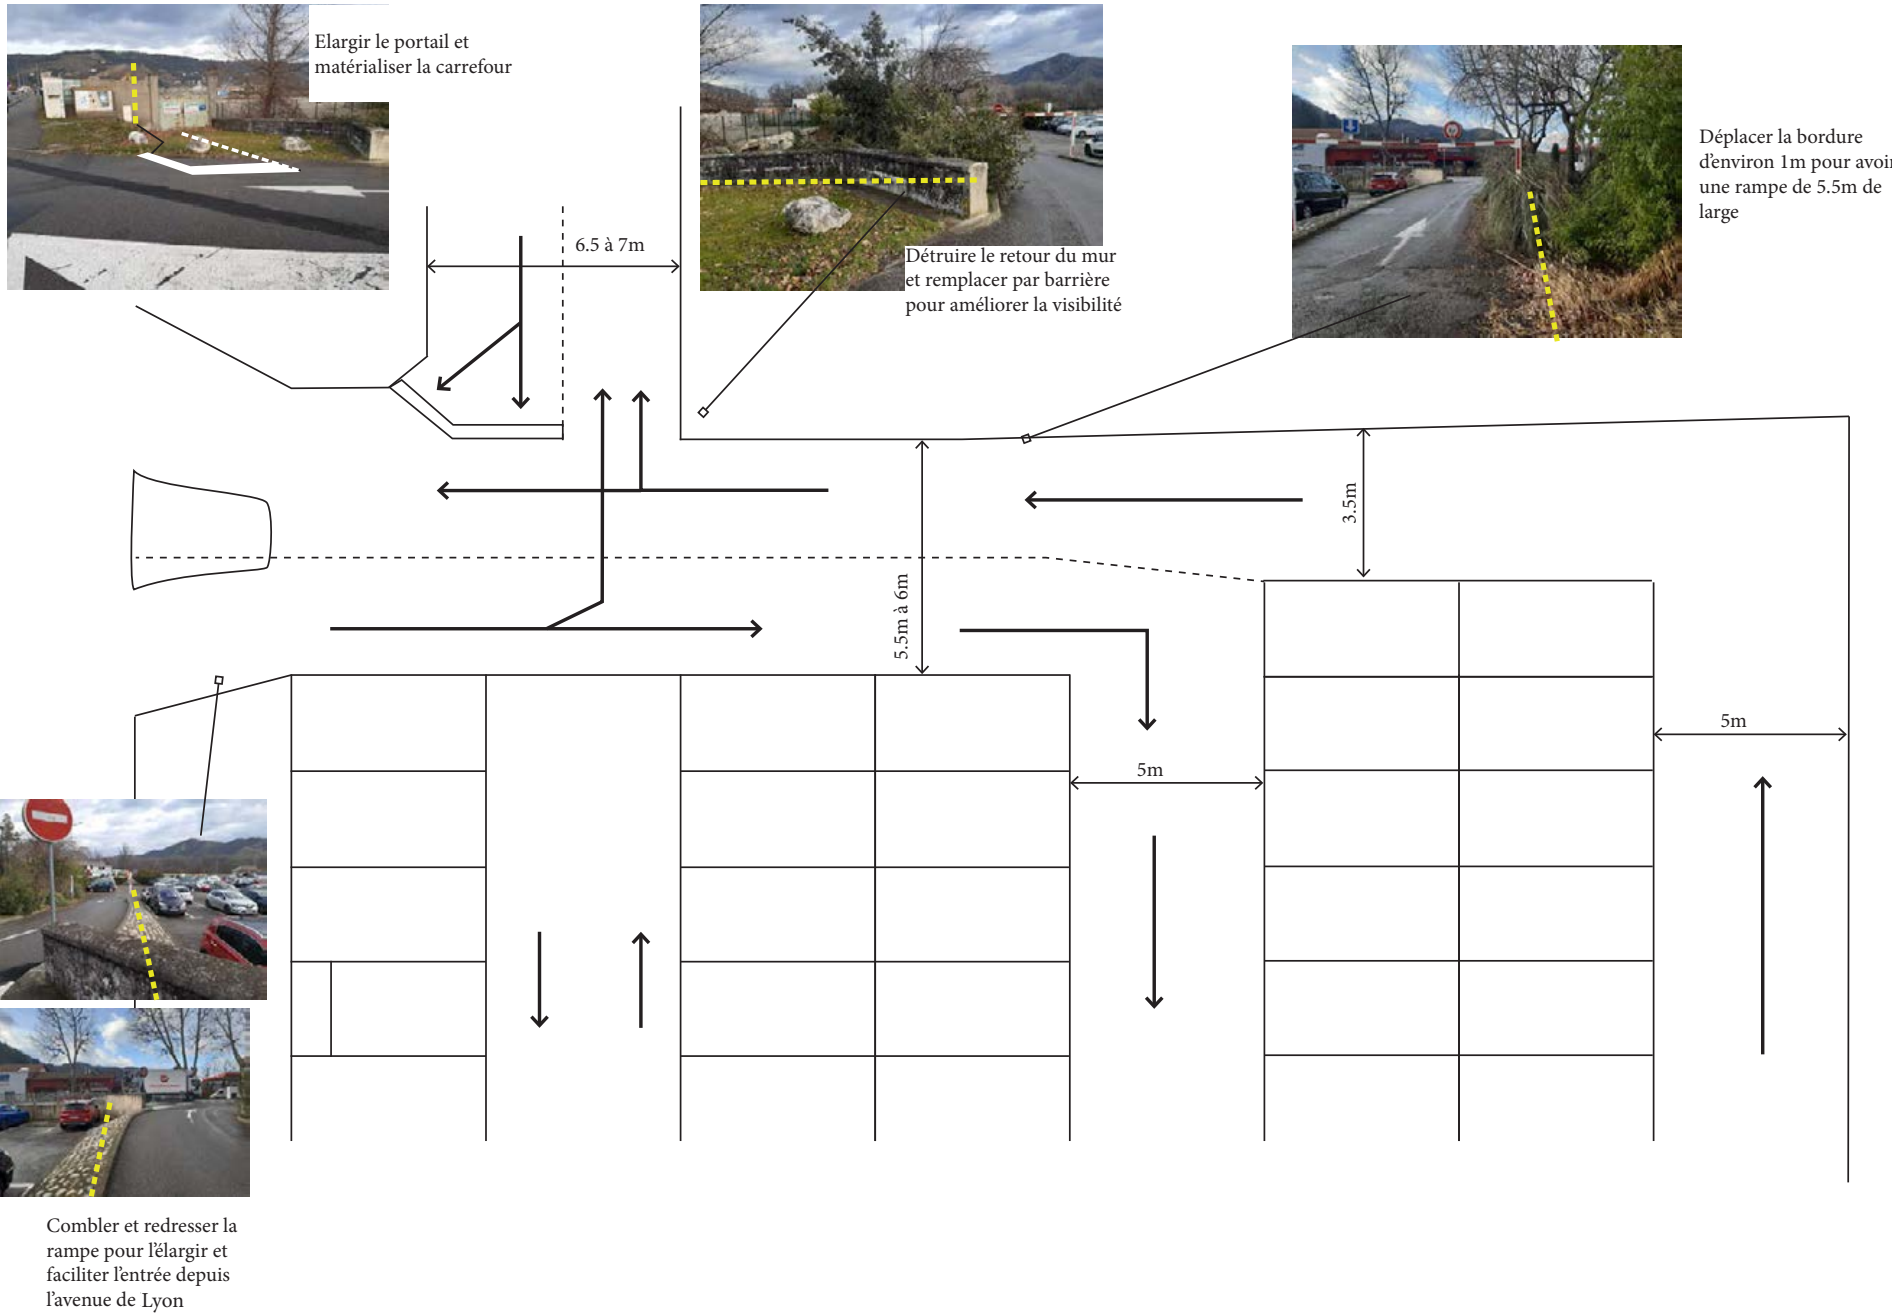 Elargir le portail et
matérialiser la carrefour
Déplacer la bordure
d'environ 1m pour avoir
une rampe de 5.5m de
large
6.5 à 7m
Détruire le retour du mur
et remplacer par barrière
pour améliorer la visibilité
3.5m
5.5m à 6m
5m
5m
Combler et redresser la
rampe pour l'élargir et
faciliter l'entrée depuis
l'avenue de Lyon